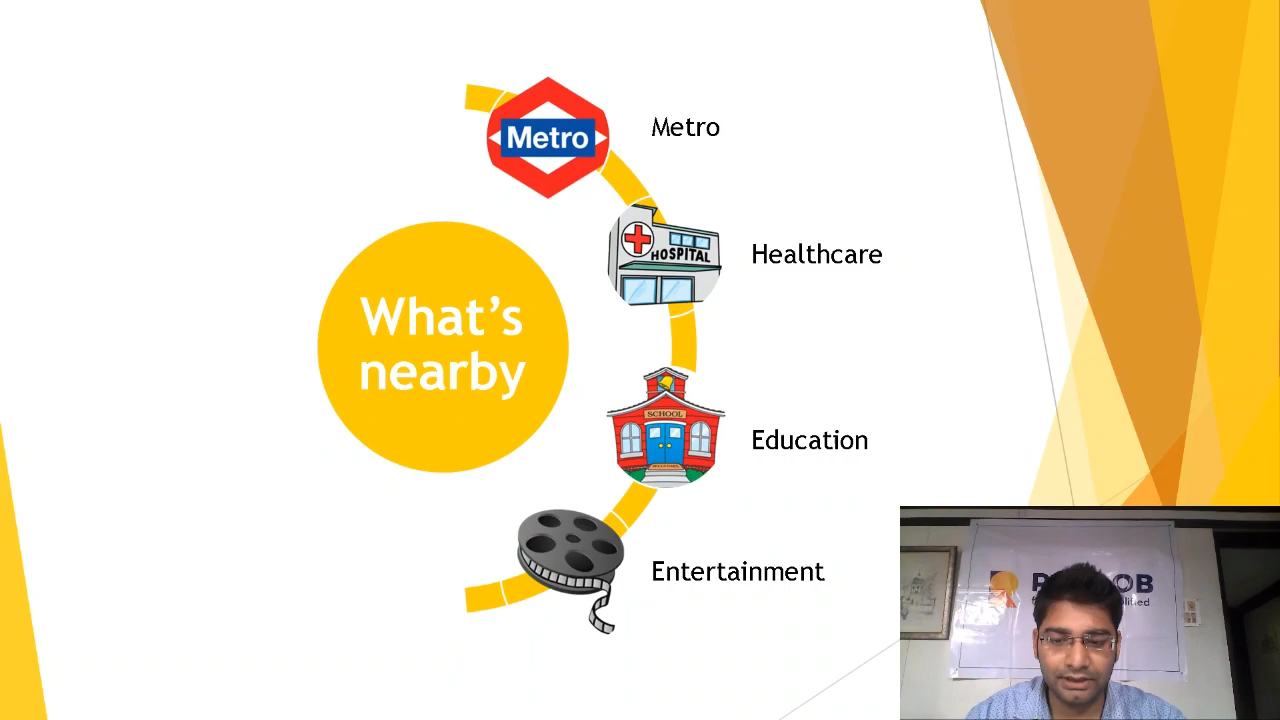 Metro
Metro
HOSPITAL
Healthcare
What's
nearby
SCHOOL
Education
Entertainment